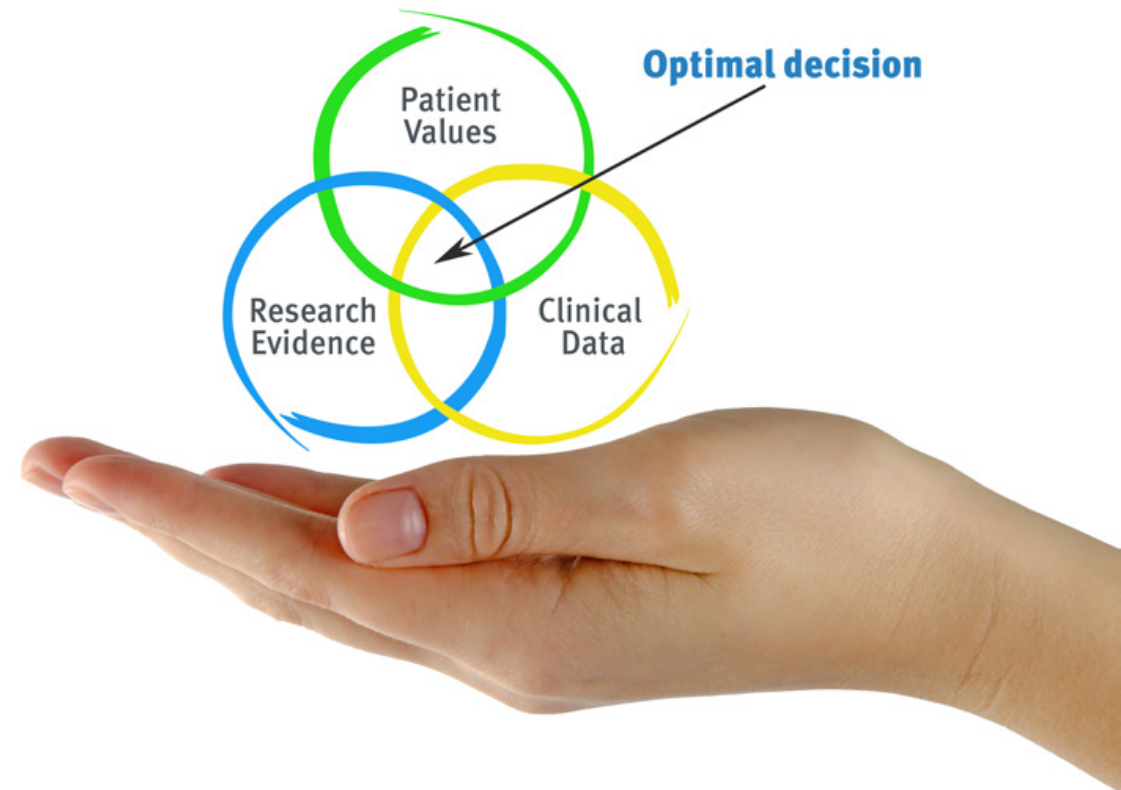 Optimal decision
Patient
Values
Research
Evidence
Clinical
Data